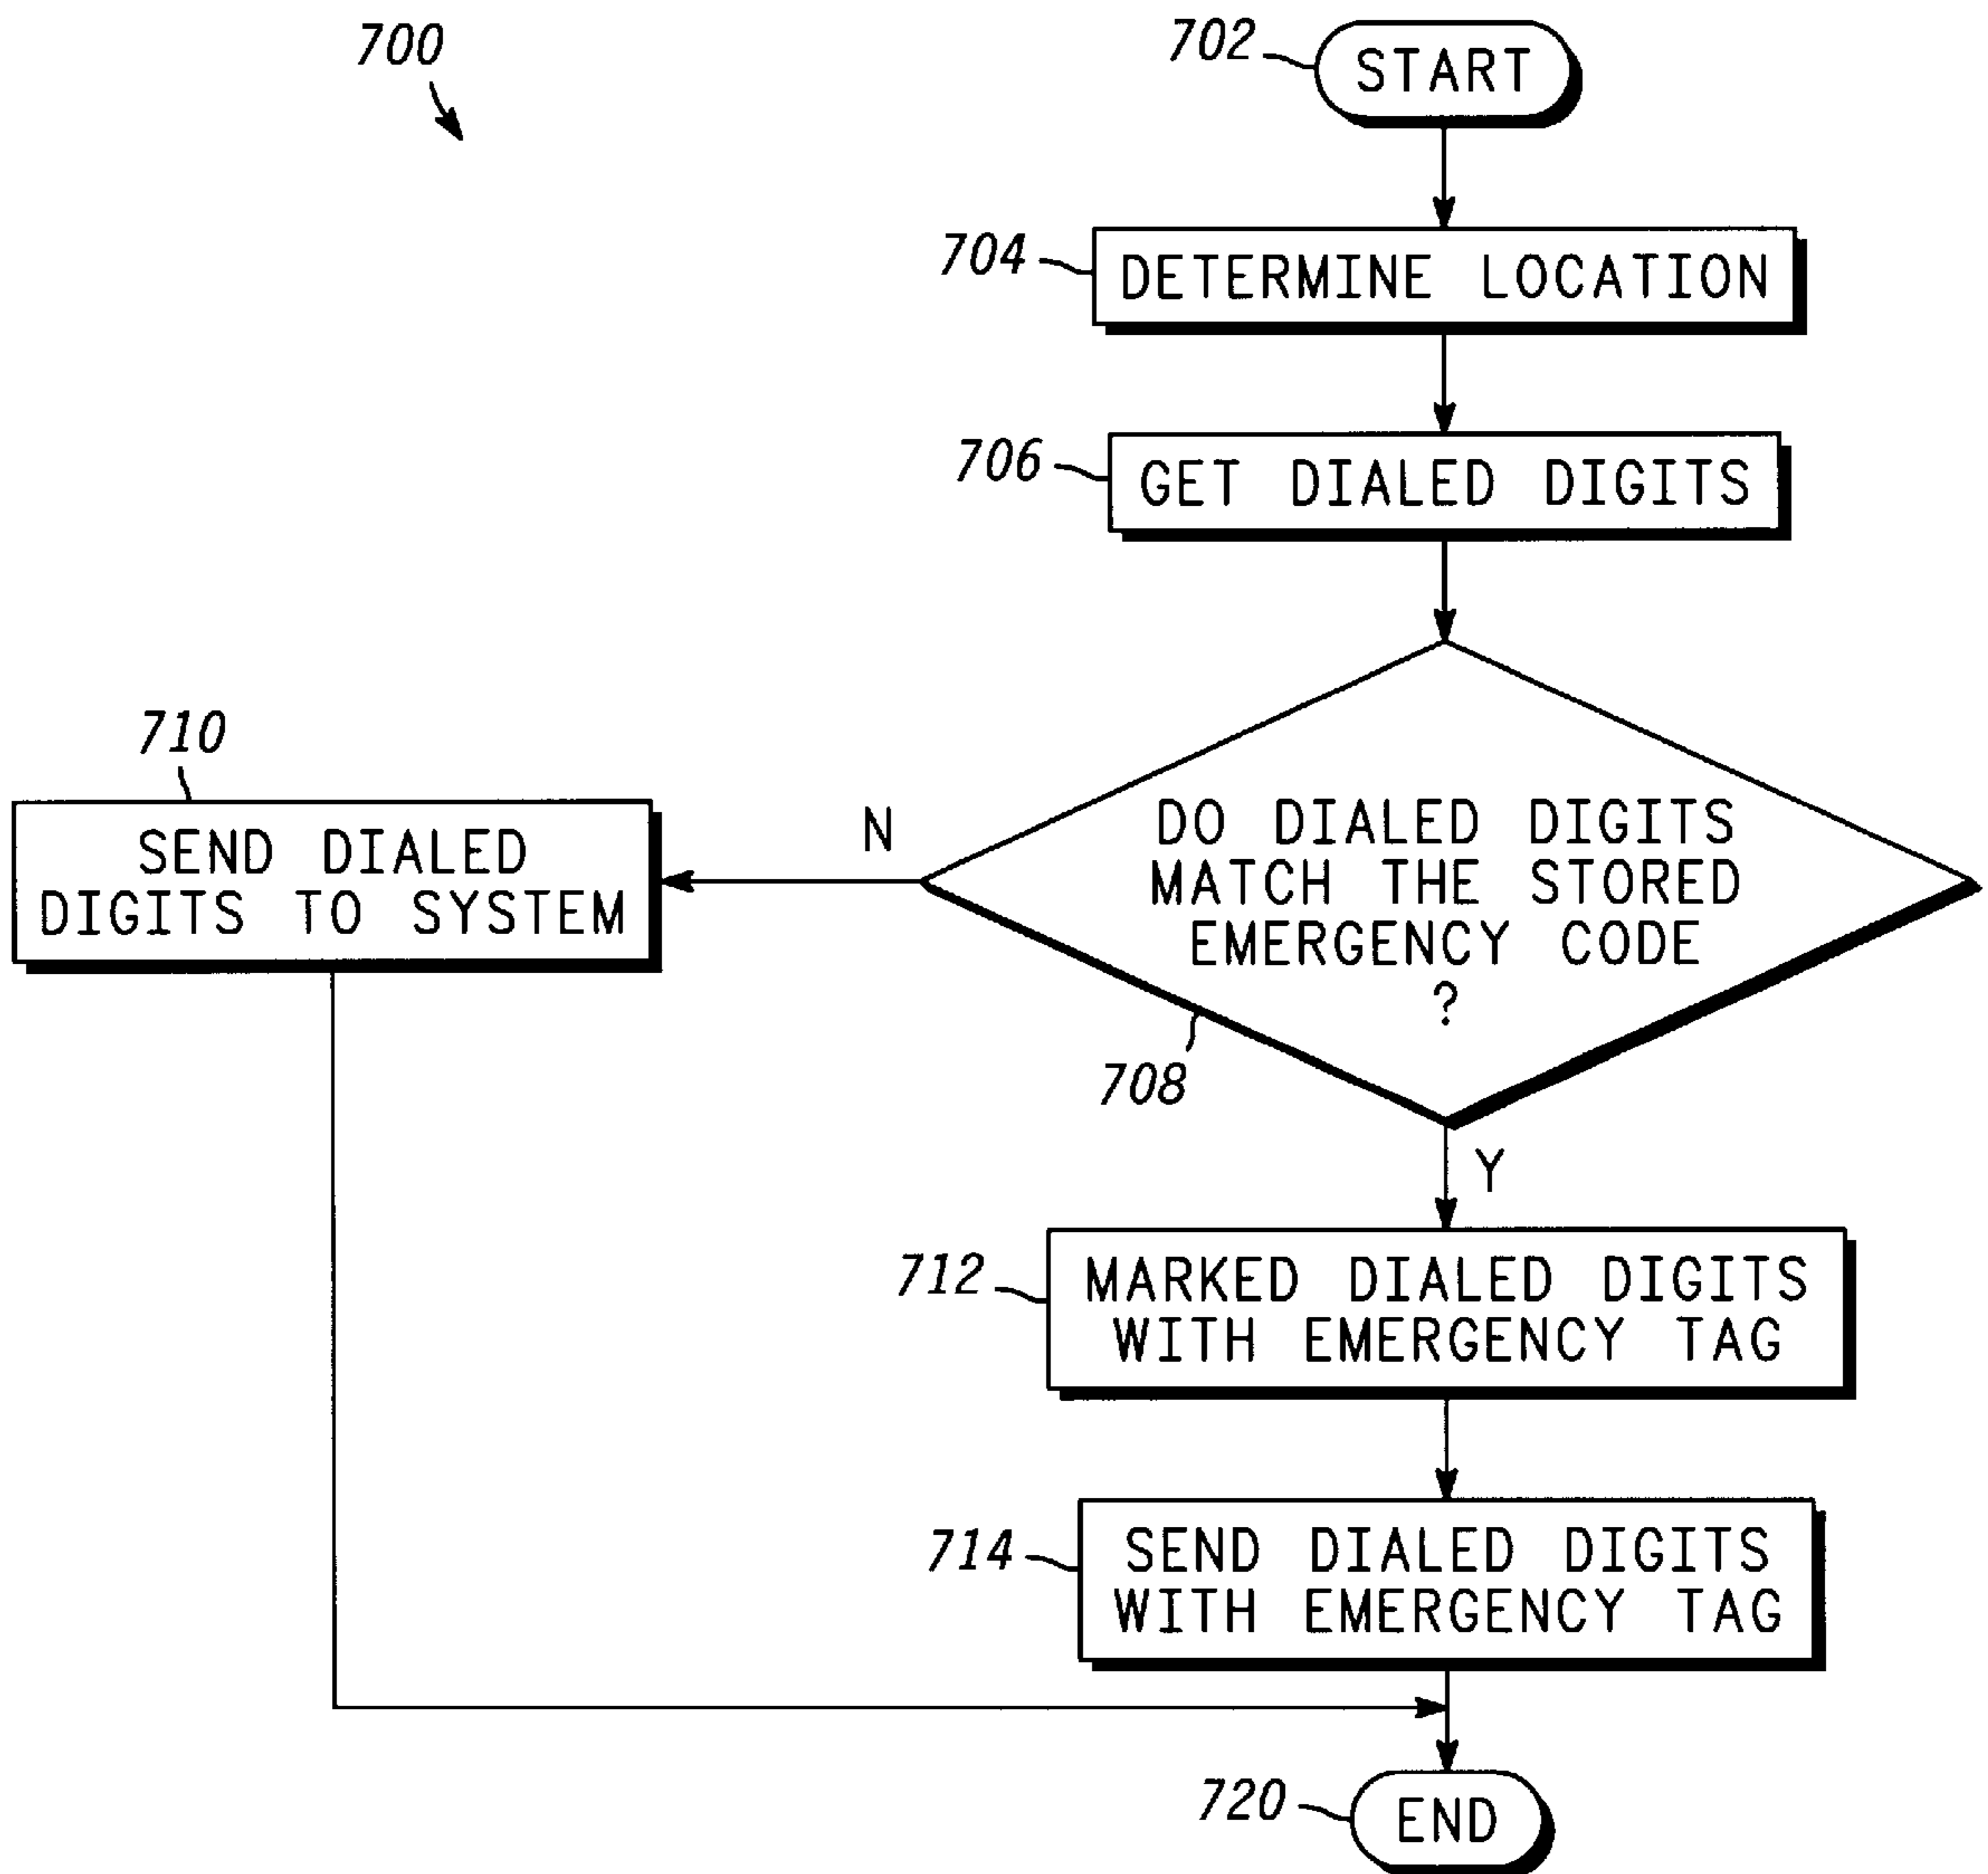 700
702
START
704
DETERMINE LOCATION
706
GET DIALED DIGITS
710
SEND DIALED
DIGITS TO SYSTEM
N
DO DIALED DIGITS
MATCH THE STORED
EMERGENCY CODE
?
708
Y
712
MARKED DIALED DIGITS
WITH EMERGENCY TAG
714
SEND DIALED DIGITS
WITH EMERGENCY TAG
720
END